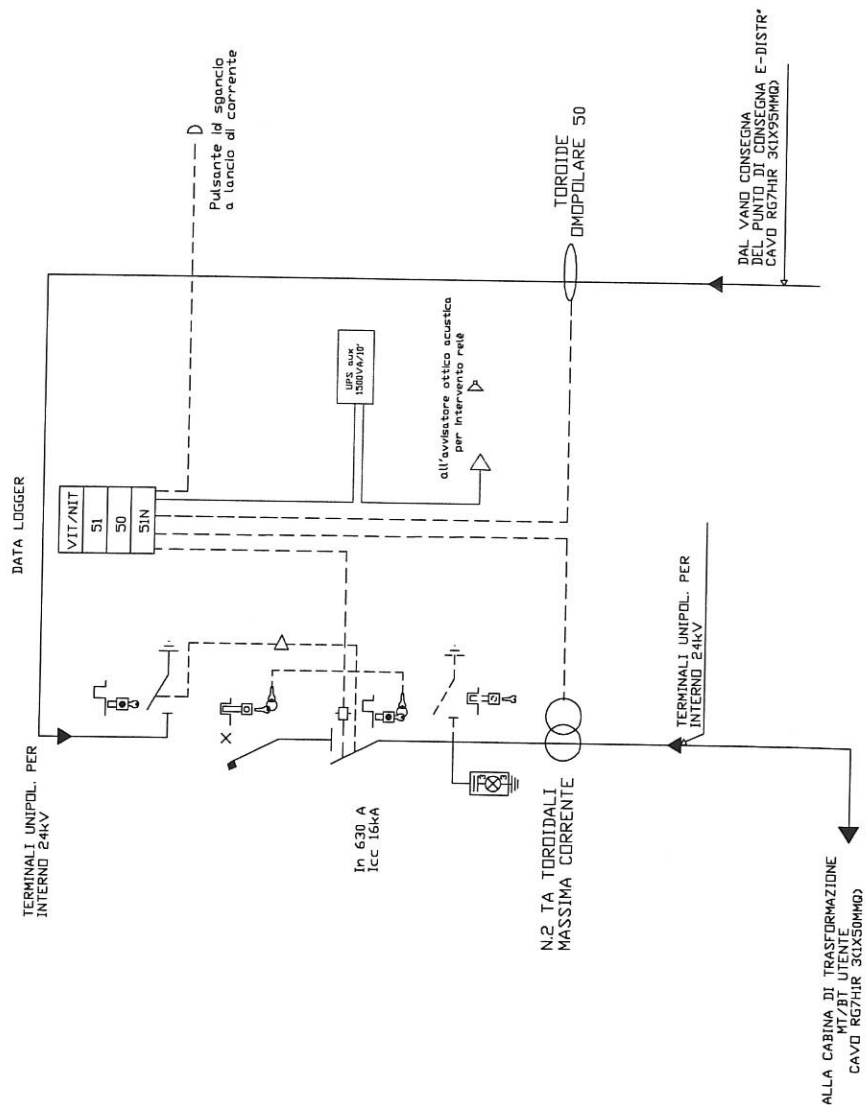 DATA LOGGER
TERMINALI UNIPOL. PER
INTERNO 24kV
VIT/NIT
51
50
51N
Pulsante id sgancio
a lancio di corrente
UPS aux
1500VA/10'
all'avvisatore ottico acustica
per Intervento relè
In 630 A
Icc 16kA
TOROIDE
OMOPOLARE 50
N.2 TA TOROIDALI
MASSIMA CORRENTE
TERMINALI UNIPOL. PER
INTERNO 24kV
DAL VANO CONSEGNA
DEL PUNTO DI CONSEGNA E-DISTR'
CAVO RG7H1R 3(1X95MMQ)
ALLA CABINA DI TRASFORMAZIONE
MT/BT UTENTE
CAVO RG7H1R 3(1X50MMQ)